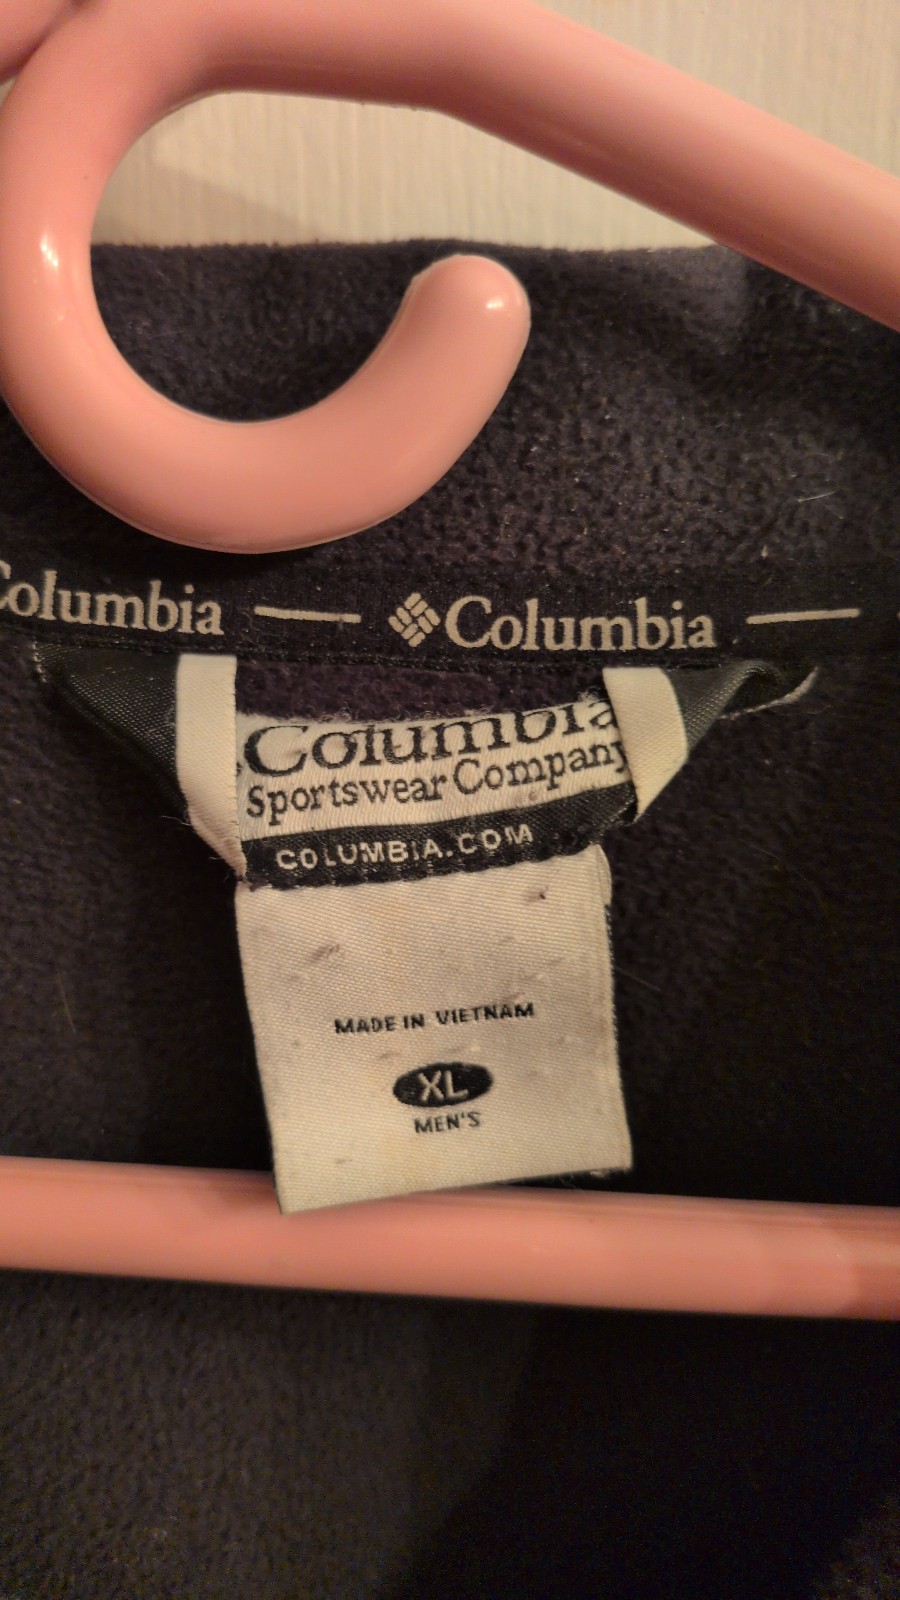 Columbia Columbia
Columbia
Sportswear Company
COLUMBIA.COM
MADE IN VIETNAM
XL
MEN'S